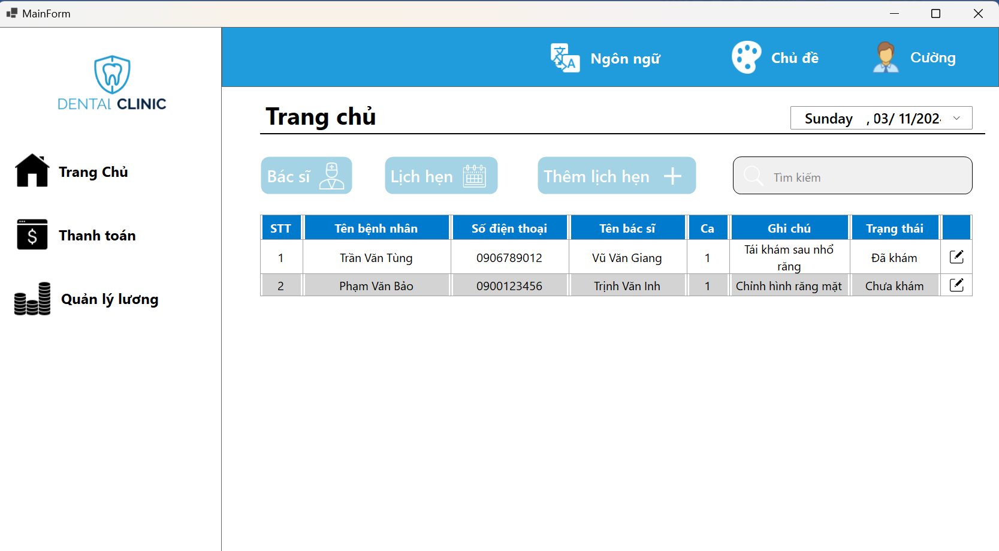 MainForm
DENTAL CLINIC
Ngôn ngữ
Chủ đề
Cường
Trang chủ
Sunday , 03/ 11/202
Trang Chủ
Thanh toán
Quản lý lương
Bác sĩ
Lịch hẹn
Thêm lịch hẹn
Tìm kiếm
STT Tên bệnh nhân Số điện thoại Tên bác sĩ Ca Ghi chú Trạng thái
1 Trần Văn Tùng 0906789012 Vũ Văn Giang 1 Tái khám sau nhổ răng Đã khám
2 Phạm Văn Bảo 0900123456 Trịnh Văn Inh 1 Chỉnh hình răng mặt Chưa khám